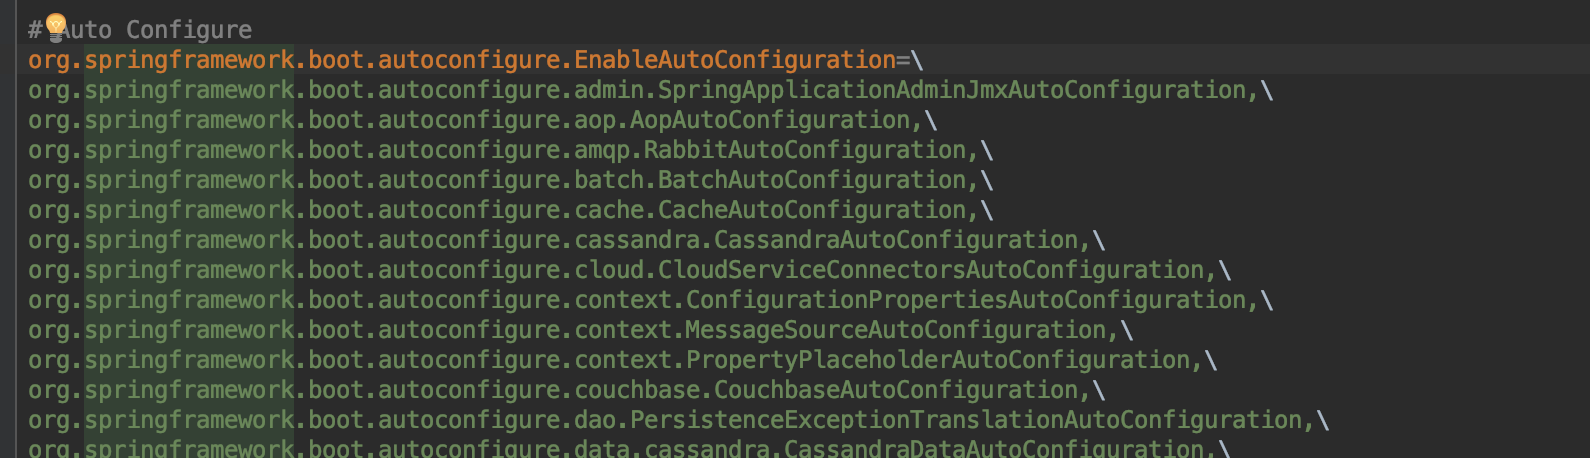 # Auto Configure
org.springframework.boot.autoconfigure.EnableAutoConfiguration=\
org.springframework.boot.autoconfigure.admin.SpringApplicationAdminJmxAutoConfiguration,\
org.springframework.boot.autoconfigure.aop.AopAutoConfiguration,\
org.springframework.boot.autoconfigure.amqp.RabbitAutoConfiguration,\
org.springframework.boot.autoconfigure.batch.BatchAutoConfiguration,\
org.springframework.boot.autoconfigure.cache.CacheAutoConfiguration,\
org.springframework.boot.autoconfigure.cassandra.CassandraAutoConfiguration,\
org.springframework.boot.autoconfigure.cloud.CloudServiceConnectorsAutoConfiguration,\
org.springframework.boot.autoconfigure.context.ConfigurationPropertiesAutoConfiguration,\
org.springframework.boot.autoconfigure.context.MessageSourceAutoConfiguration,\
org.springframework.boot.autoconfigure.context.PropertyPlaceholderAutoConfiguration,\
org.springframework.boot.autoconfigure.couchbase.CouchbaseAutoConfiguration,\
org.springframework.boot.autoconfigure.dao.PersistenceExceptionTranslationAutoConfiguration,\
org.springframework.boot.autoconfigure.data.cassandra.CassandraDataAutoConfiguration,\